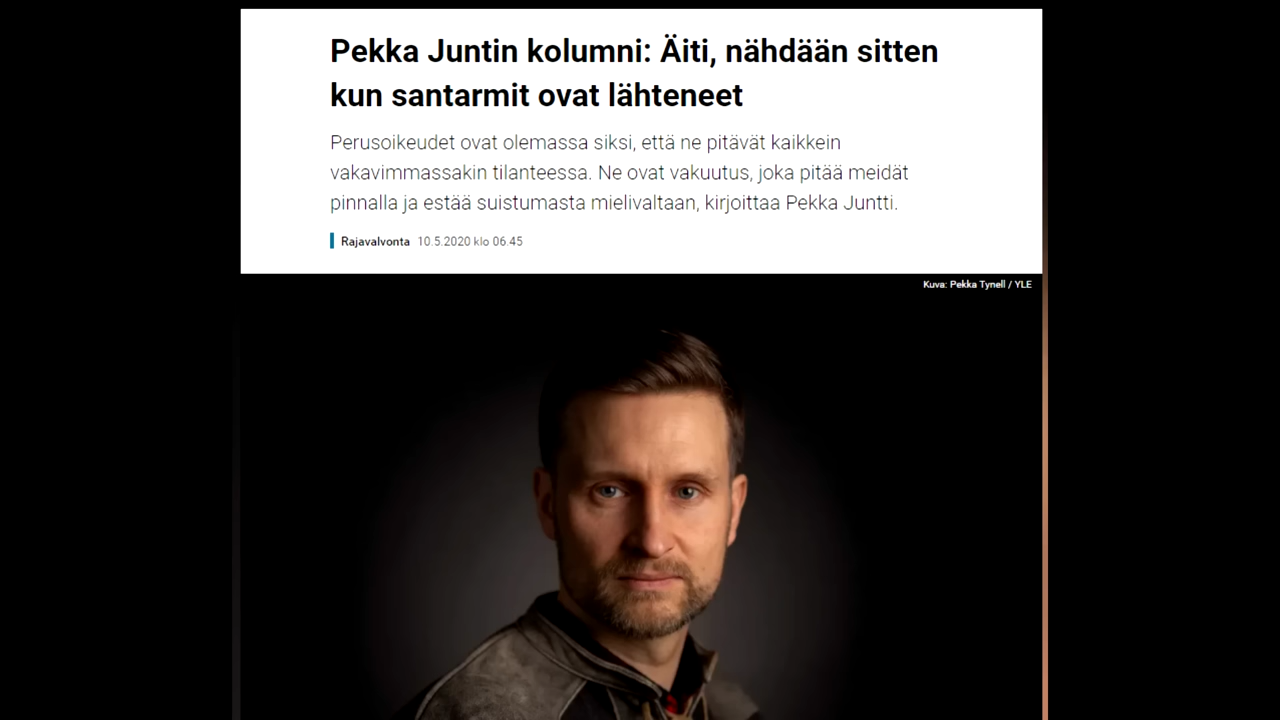 Pekka Juntin kolumni: Äiti, nähdään sitten
kun santarmit ovat lähteneet
Perusoikeudet ovat olemassa siksi, että ne pitävät kaikkein
vakavimmassakin tilanteessa. Ne ovat vakuutus, joka pitää meidät
pinnalla ja estää suistumasta mielivaltaan, kirjoittaa Pekka Juntti.
Rajavalvonta 10.5.2020 klo 06.45
Kuva: Pekka Tynell / YLE